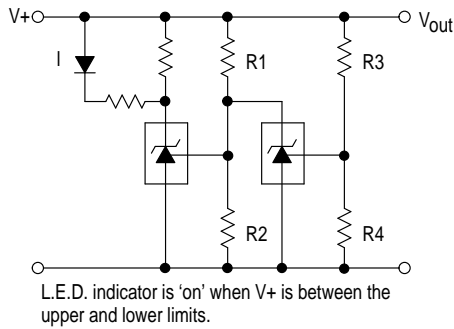 V+
Vout
I
R1
R3
R2
R4
L.E.D. indicator is ‘on’ when V+ is between the
upper and lower limits.